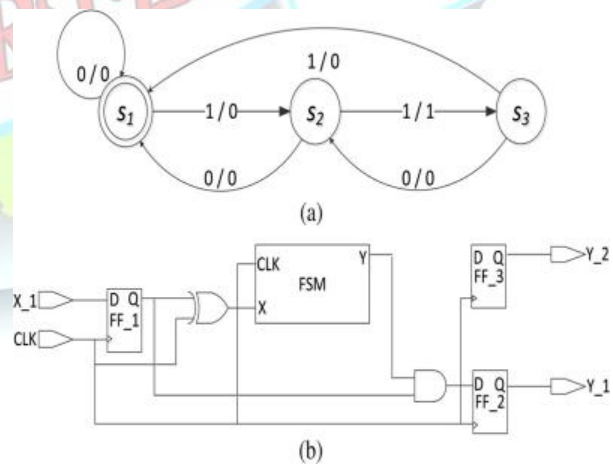 0/0
1/0
S1
1/0
S2
1/1
S3
0/0
0/0
(a)
X_1
D Q
FF_1
CLK
CLK
X
Y
FSM
D Q
FF_3
Y_2
D Q
FF_2
Y_1
(b)